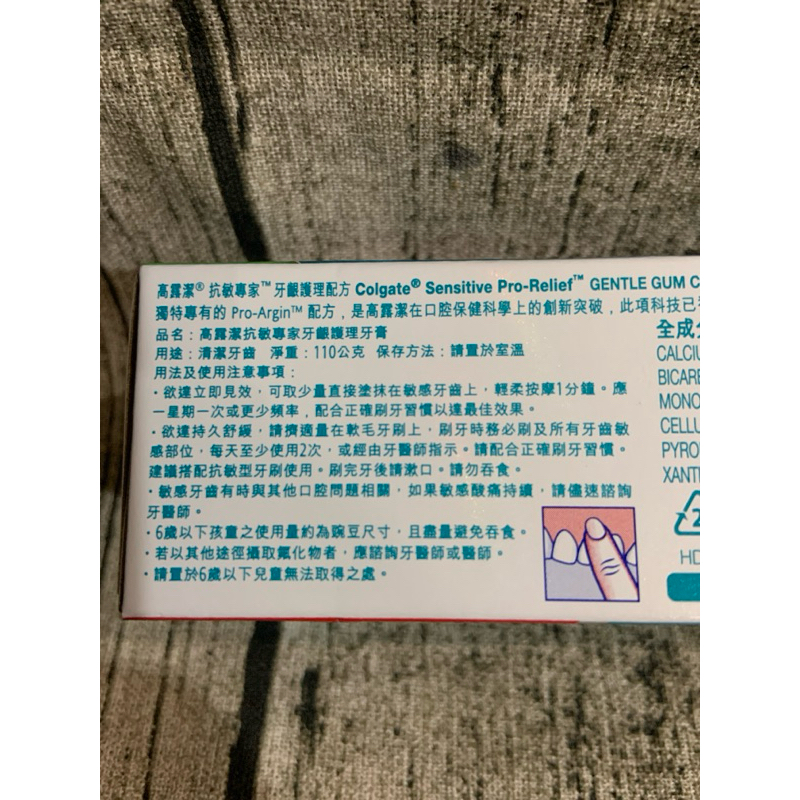 高露潔® 抗敏專家™ 牙齦護理配方 Colgate® Sensitive Pro-Relief™ GENTLE GUM C
獨特專有的 Pro-Argin™ 配方，是高露潔在口腔保健科學上的創新突破，此項科技已
品名：高露潔抗敏專家牙齦護理牙膏
用途：清潔牙齒 淨重：110公克 保存方法：請置於室溫
用法及使用注意事項：
·欲達立即見效，可取少量直接塗抹在敏感牙齒上，輕柔按摩1分鐘。應
一星期一次或更少頻率，配合正確刷牙習慣以達最佳效果。
·欲達持久舒緩，請擠適量在軟毛牙刷上，刷牙時務必刷及所有牙齒敏
感部位，每天至少使用2次，或經由牙醫師指示。請配合正確刷牙習慣。
建議搭配抗敏型牙刷使用。刷完牙後請漱口。請勿吞食。
·敏感牙齒有時與其他口腔問題相關，如果敏感酸痛持續，請儘速諮詢
牙醫師。
·6歲以下孩童之使用量約為豌豆尺寸，且盡量避免吞食。
·若以其他途徑攝取氟化物者，應諮詢牙醫師或醫師。
·請置於6歲以下兒童無法取得之處。
全成分
CALCIU
BICARB
MONO
CELLU
PYRO
XANT
2
HD